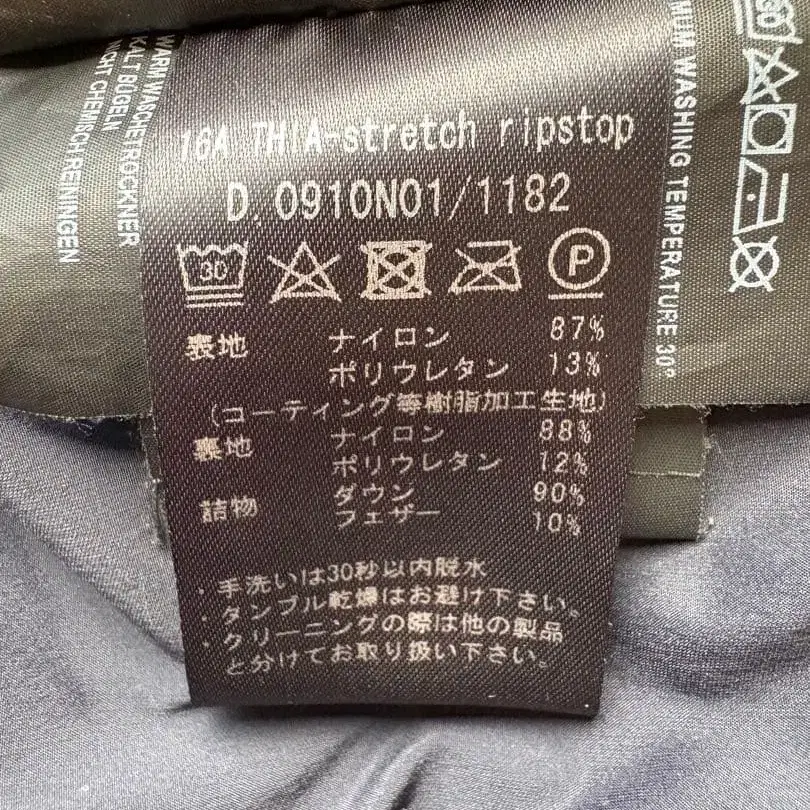 WARM WASCHETROCKNER
KALT BÜGELN
NICHT CHEMISCH REININGEN
16A THIA-stretch ripstop
D.0910N01/1182
30
P
表地 ナイロン 87%
ポリウレタン 13%
(コーティング等樹脂加工生地)
裏地 ナイロン 88%
ポリウレタン 12%
詰物 ダウン 90%
フェザー 10%
・手洗いは30秒以内脱水
・タンブル乾燥はお避け下さい。
・クリーニングの際は他の製品
と分けてお取り扱い下さい。
WASHING TEMPERATURE 30°